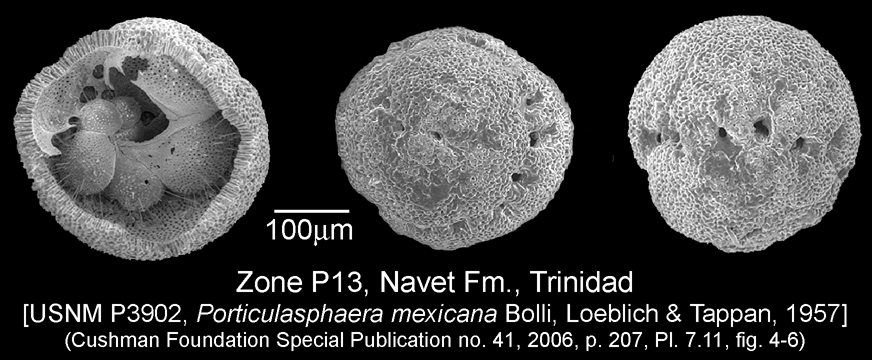 100μm
Zone P13, Navet Fm., Trinidad
[USNM P3902, Porticulasphaera mexicana Bolli, Loeblich & Tappan, 1957]
(Cushman Foundation Special Publication no. 41, 2006, p. 207, Pl. 7.11, fig. 4-6)